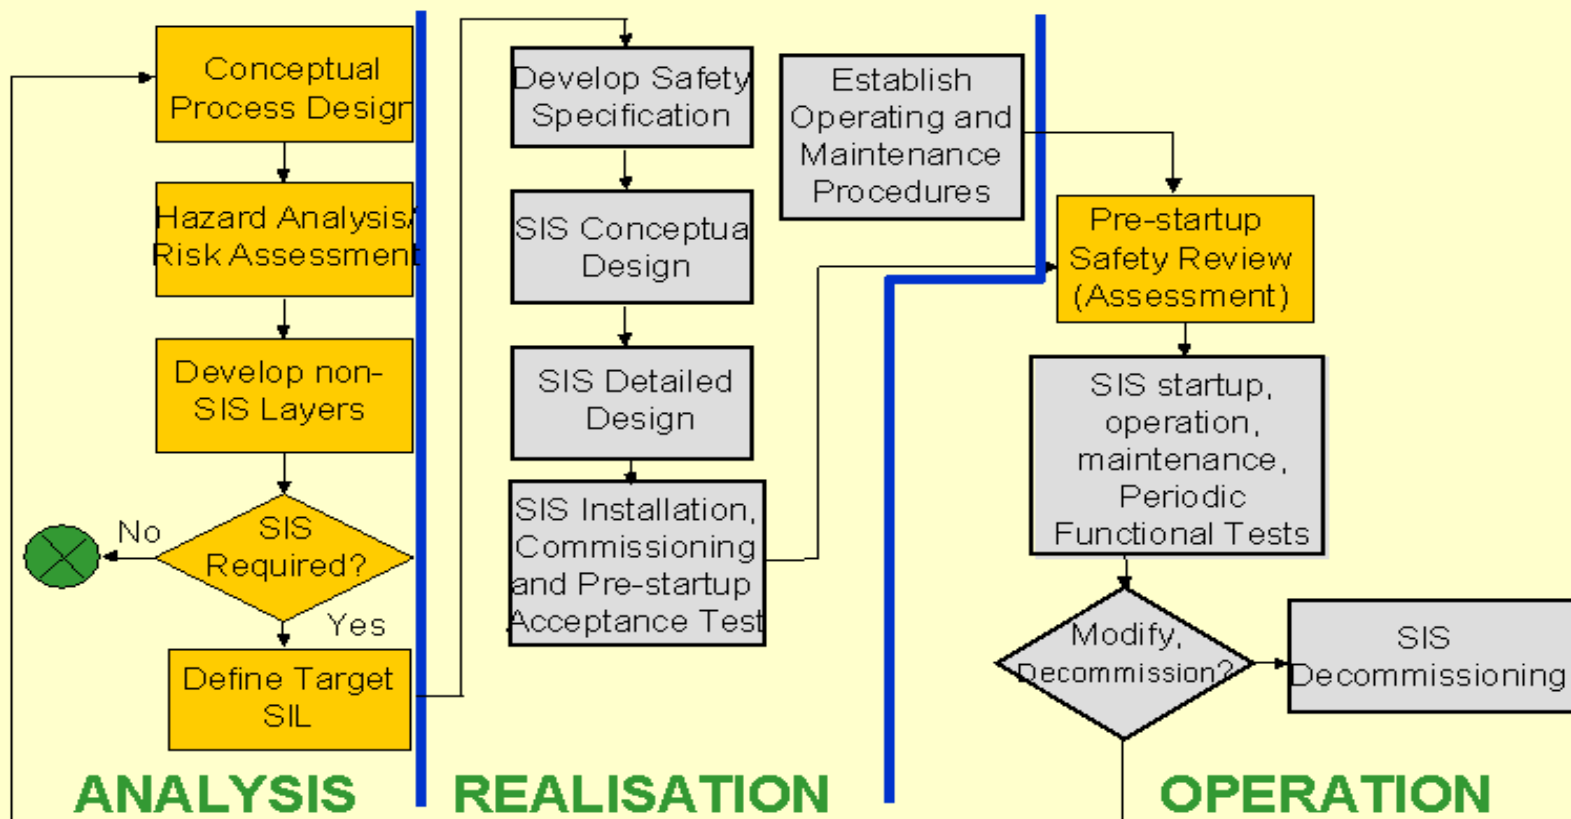 Conceptual
Process Design
Hazard Analysis/
Risk Assessment
Develop non-
SIS Layers
SIS
Required?
No
Yes
Define Target
SIL
ANALYSIS
Develop Safety
Specification
SIS Conceptua
Design
SIS Detailed
Design
SIS Installation,
Commissioning
and Pre-startup
Acceptance Test
Establish
Operating and
Maintenance
Procedures
REALISATION
Pre-startup
Safety Review
(Assessment)
SIS startup,
operation,
maintenance,
Periodic
Functional Tests
Modify,
Decommission?
SIS
Decommissioning
OPERATION